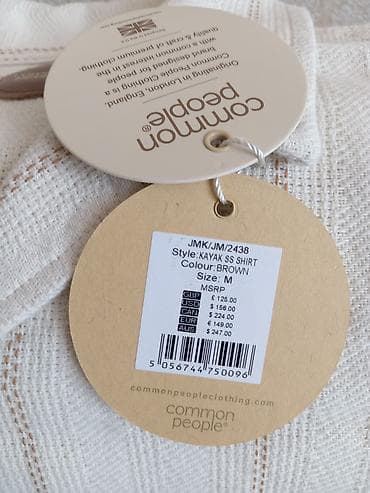 common
people®
Originating in London, England.
Common People Clothing is a
brand designed for people
with a common interest in the
quality & craft of premium clothing.
JMK/JM/2438
Style:KAYAK SS SHIRT
Colour:BROWN
Size: M
MSRP
GBP £ 125.00
USD $ 156.00
CAN $ 224.00
EUR € 149.00
AUS $ 247.00
5 056744 750096
commonpeopleclothing.com
common
people®